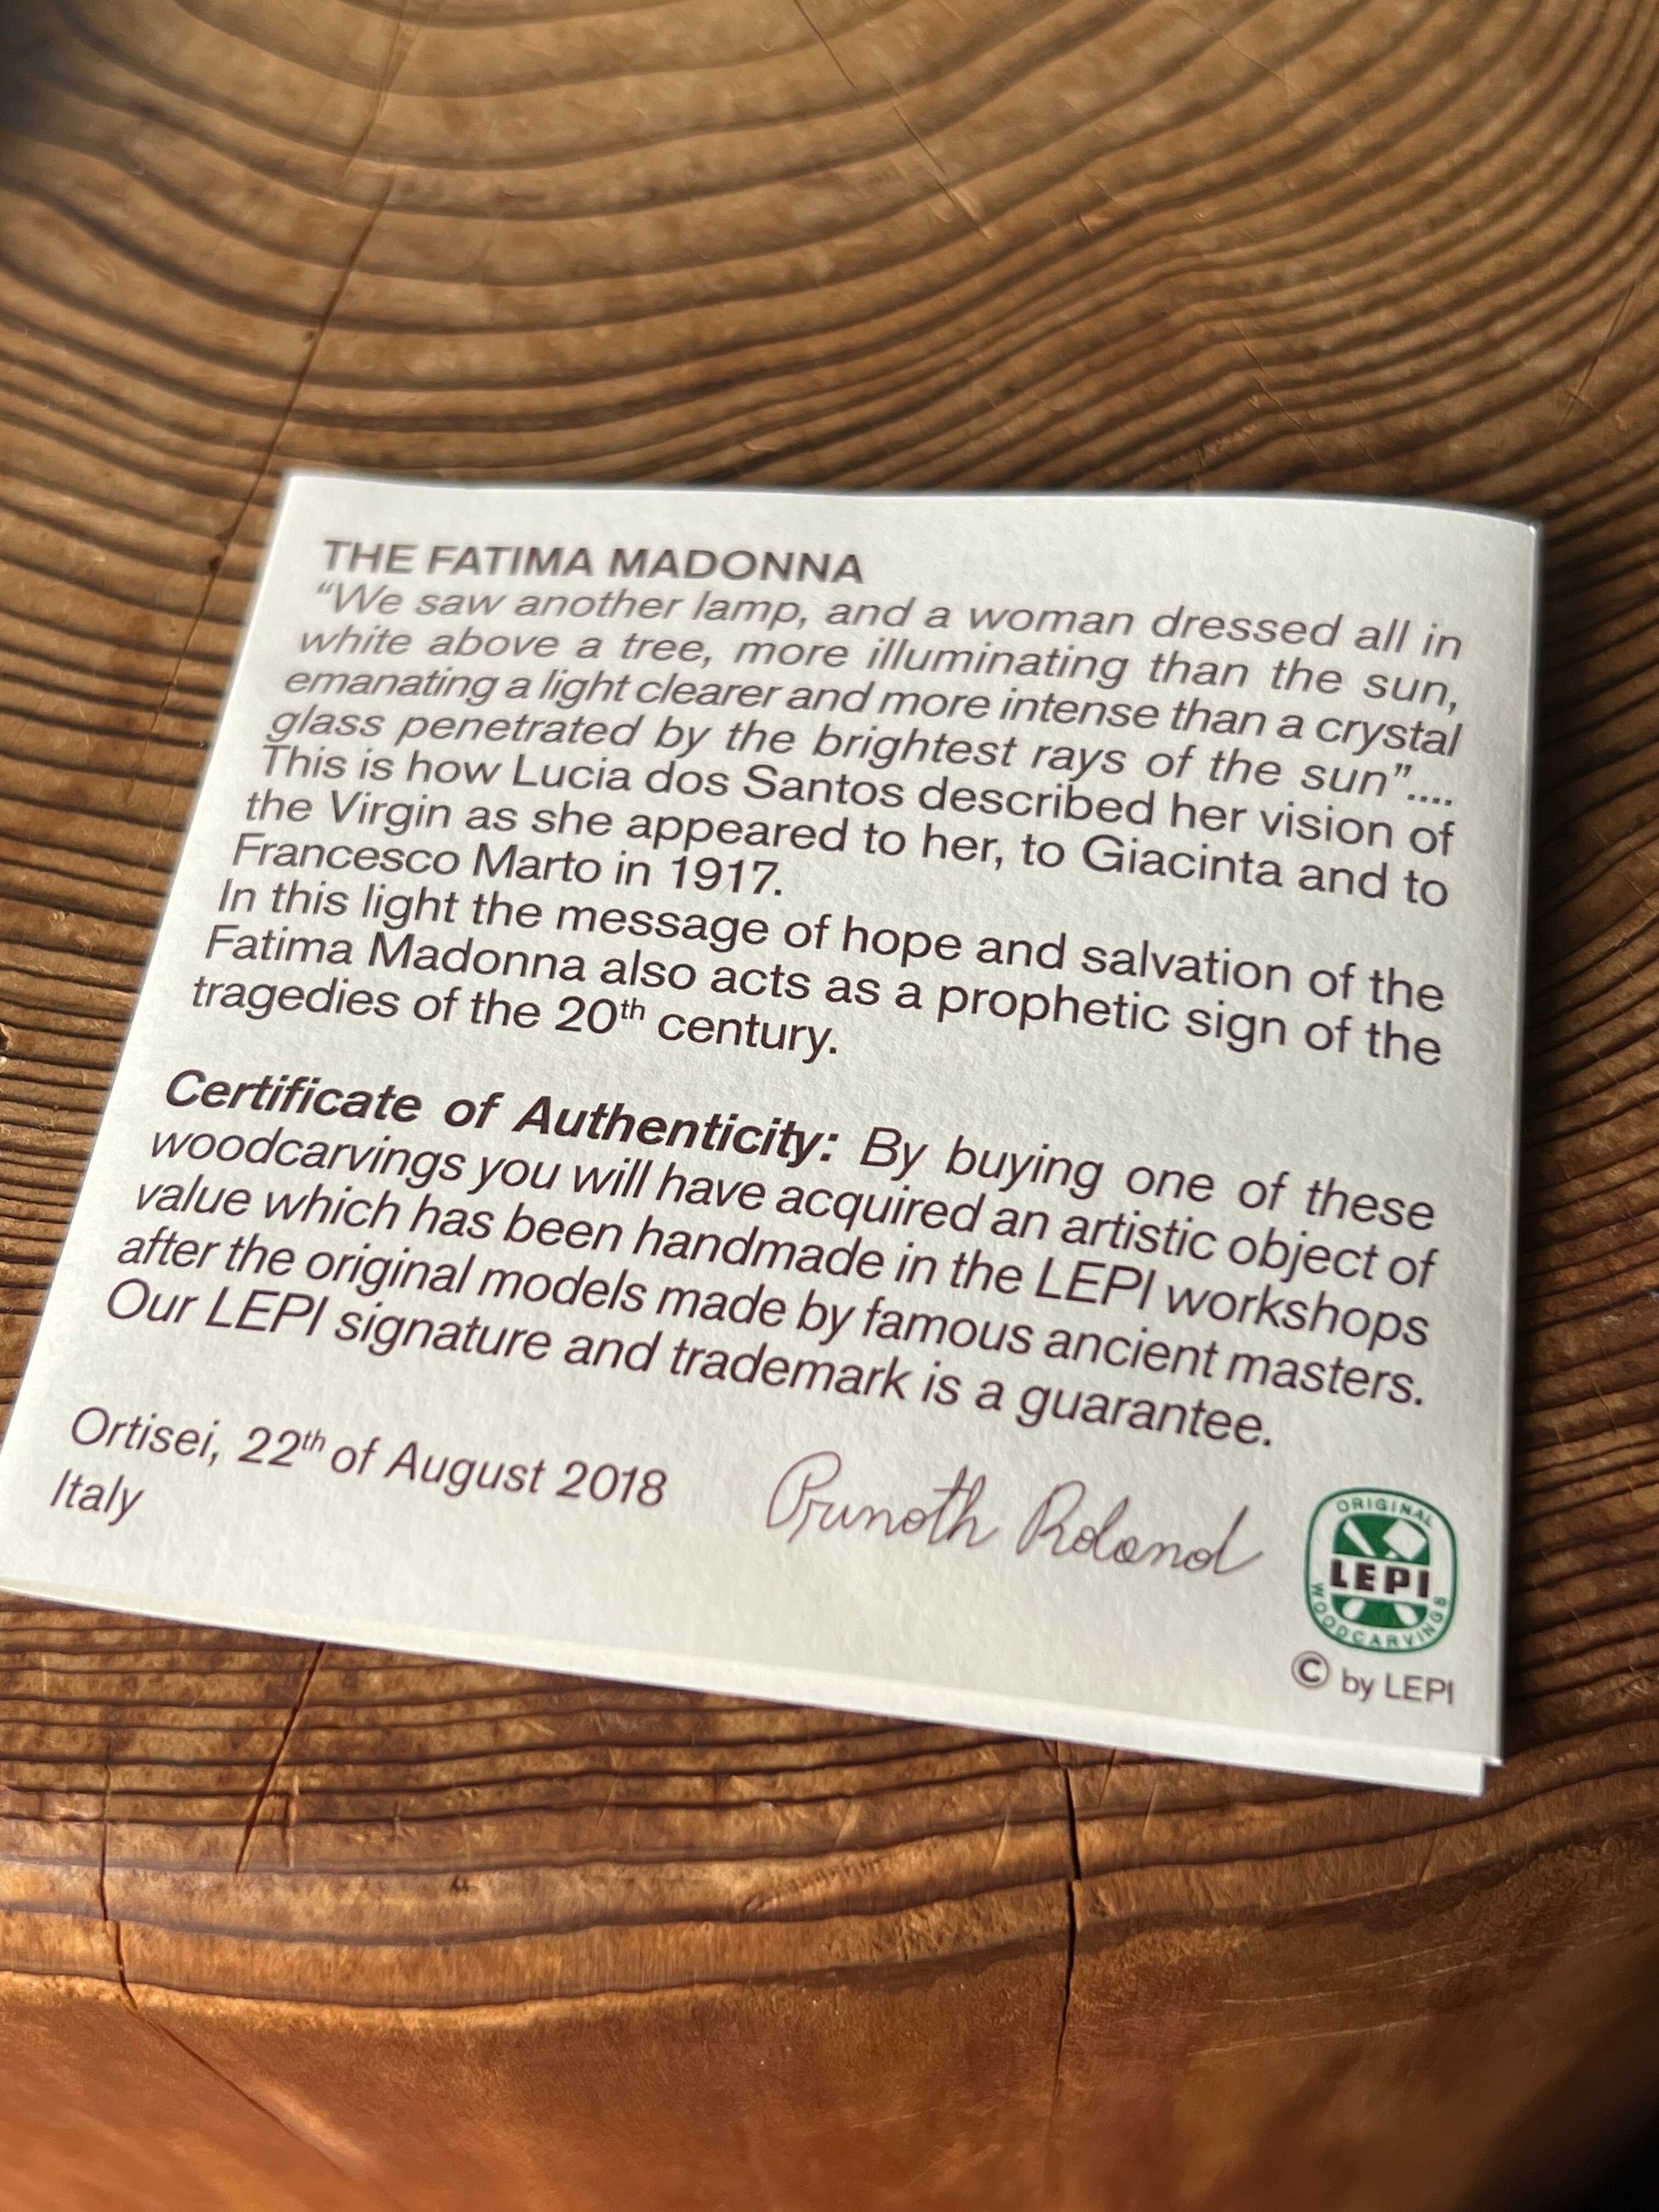 THE FATIMA MADONNA
“We saw another lamp, and a woman dressed all in
white above a tree, more illuminating than the sun,
emanating a light clearer and more intense than a crystal
glass penetrated by the brightest rays of the sun”....
This is how Lucia dos Santos described her vision of
the Virgin as she appeared to her, to Giacinta and to
Francesco Marto in 1917.
In this light the message of hope and salvation of the
Fatima Madonna also acts as a prophetic sign of the
tragedies of the 20th century.
Certificate of Authenticity: By buying one of these
woodcarvings you will have acquired an artistic object of
value which has been handmade in the LEPI workshops
after the original models made by famous ancient masters.
Our LEPI signature and trademark is a guarantee.
Ortisei, 22th of August 2018
Italy
Prunoth Roland
ORIGINAL
LEPI
WOODCARVINGS
© by LEPI